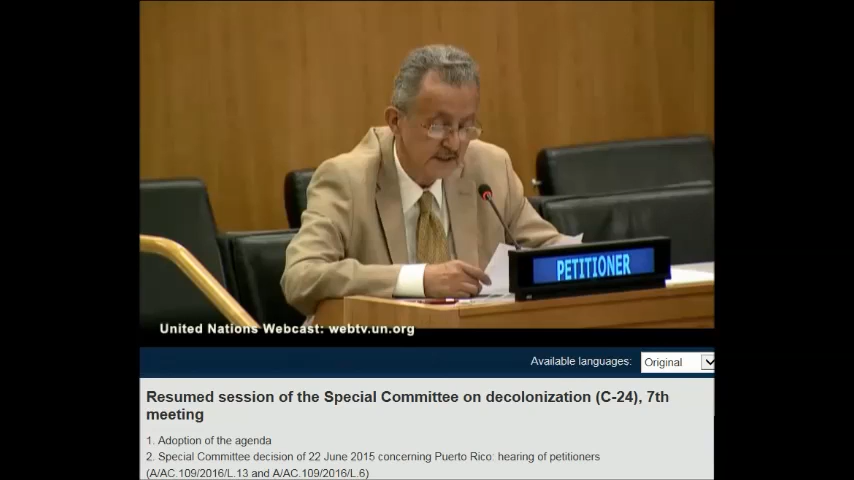 PETITIONER
United Nations Webcast: webtv.un.org
Available languages: Original
Resumed session of the Special Committee on decolonization (C-24), 7th
meeting
1. Adoption of the agenda
2. Special Committee decision of 22 June 2015 concerning Puerto Rico: hearing of petitioners
(A/AC.109/2016/L.13 and A/AC.109/2016/L.6)